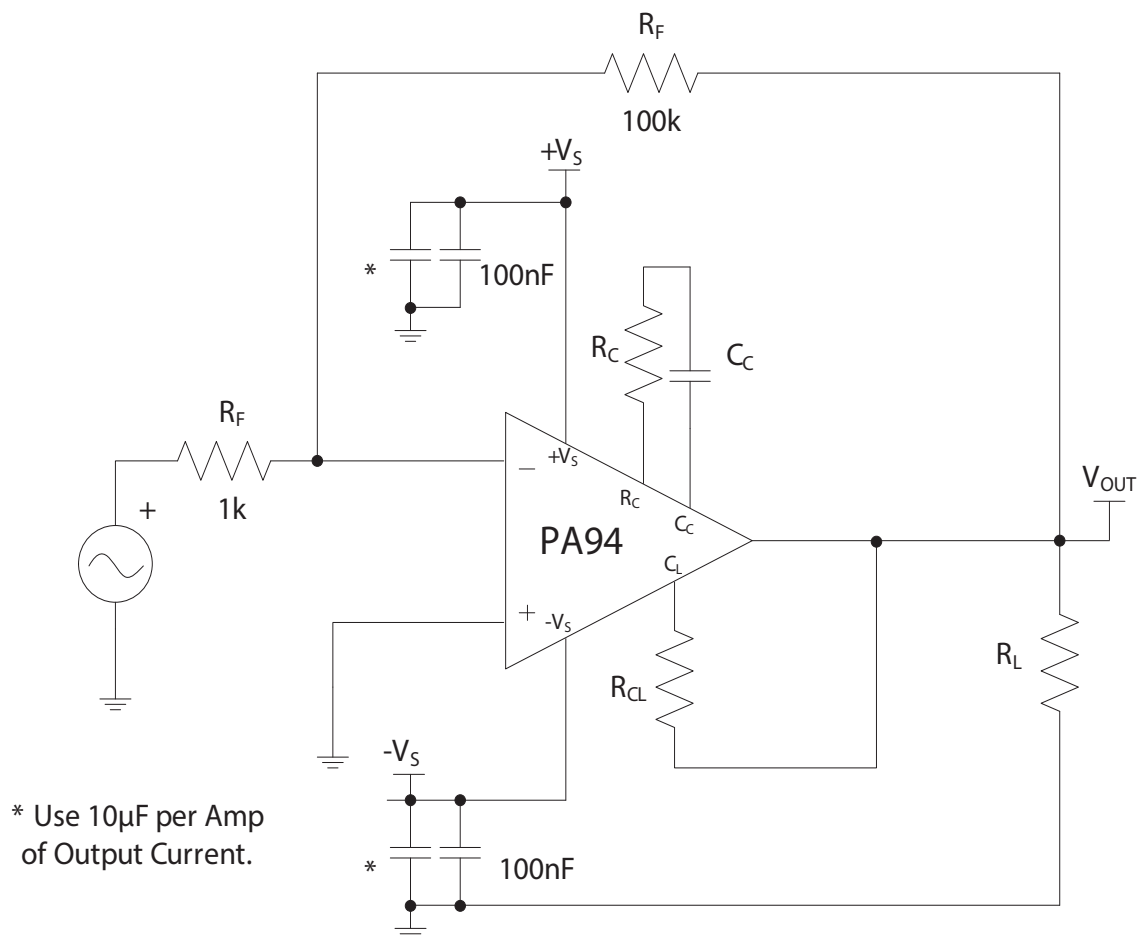 R_F
100k
+V_S
* 100nF
R_C
C_C
R_F
1k
+
−
+V_S
R_C
C_C
PA94
V_OUT
C_L
+
-V_S
R_CL
R_L
-V_S
* Use 10µF per Amp
of Output Current.
* 100nF